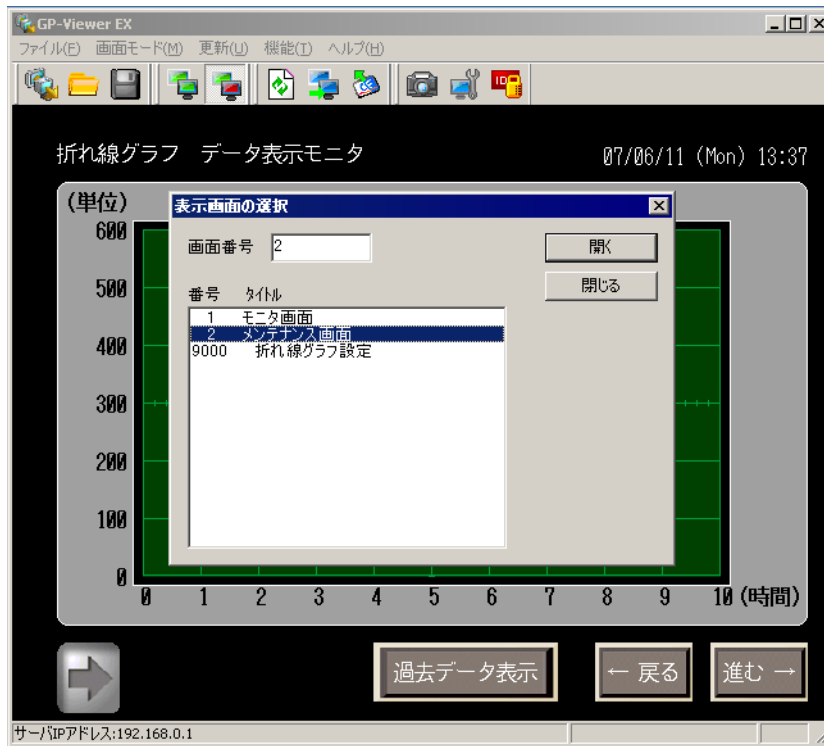 GP-Viewer EX
ファイル(F) 画面モード(M) 更新(U) 機能(T) ヘルプ(H)
ID
折れ線グラフ データ表示モニタ 07/06/11 (Mon) 13:37
(単位)
表示画面の選択
画面番号 2
開く
閉じる
番号 タイトル
1 モニタ画面
2 メンテナンス画面
9000 折れ線グラフ設定
600
500
400
300
200
100
0
0 1 2 3 4 5 6 7 8 9 10 (時間)
過去データ表示 ← 戻る 進む →
サーバIPアドレス:192.168.0.1